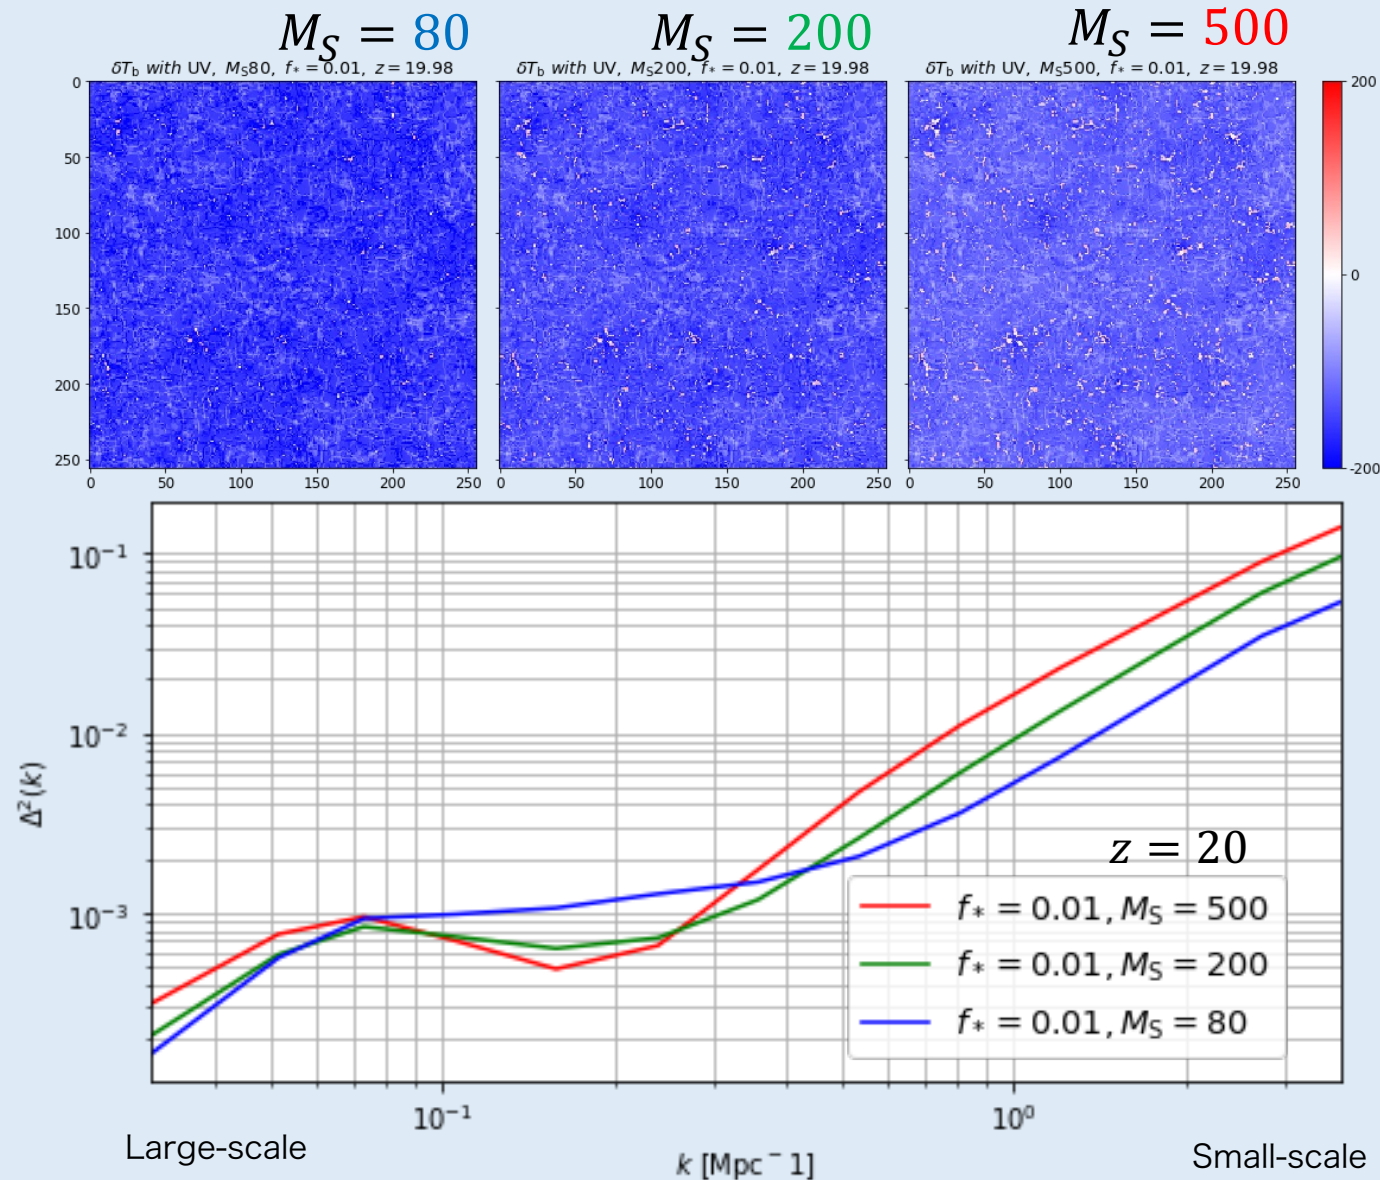 M_S = 80
M_S = 200
M_S = 500
δT_b with UV, M_S80, f_* = 0.01, z = 19.98
δT_b with UV, M_S200, f_* = 0.01, z = 19.98
δT_b with UV, M_S500, f_* = 0.01, z = 19.98
0
50
100
150
200
250
0 50 100 150 200 250
0 50 100 150 200 250
0 50 100 150 200 250
200
0
-200
10⁻¹
10⁻²
10⁻³
Δ²(k)
z = 20
f_* = 0.01, M_S = 500
f_* = 0.01, M_S = 200
f_* = 0.01, M_S = 80
10⁻¹ 10⁰
Large-scale
k [Mpc⁻1]
Small-scale